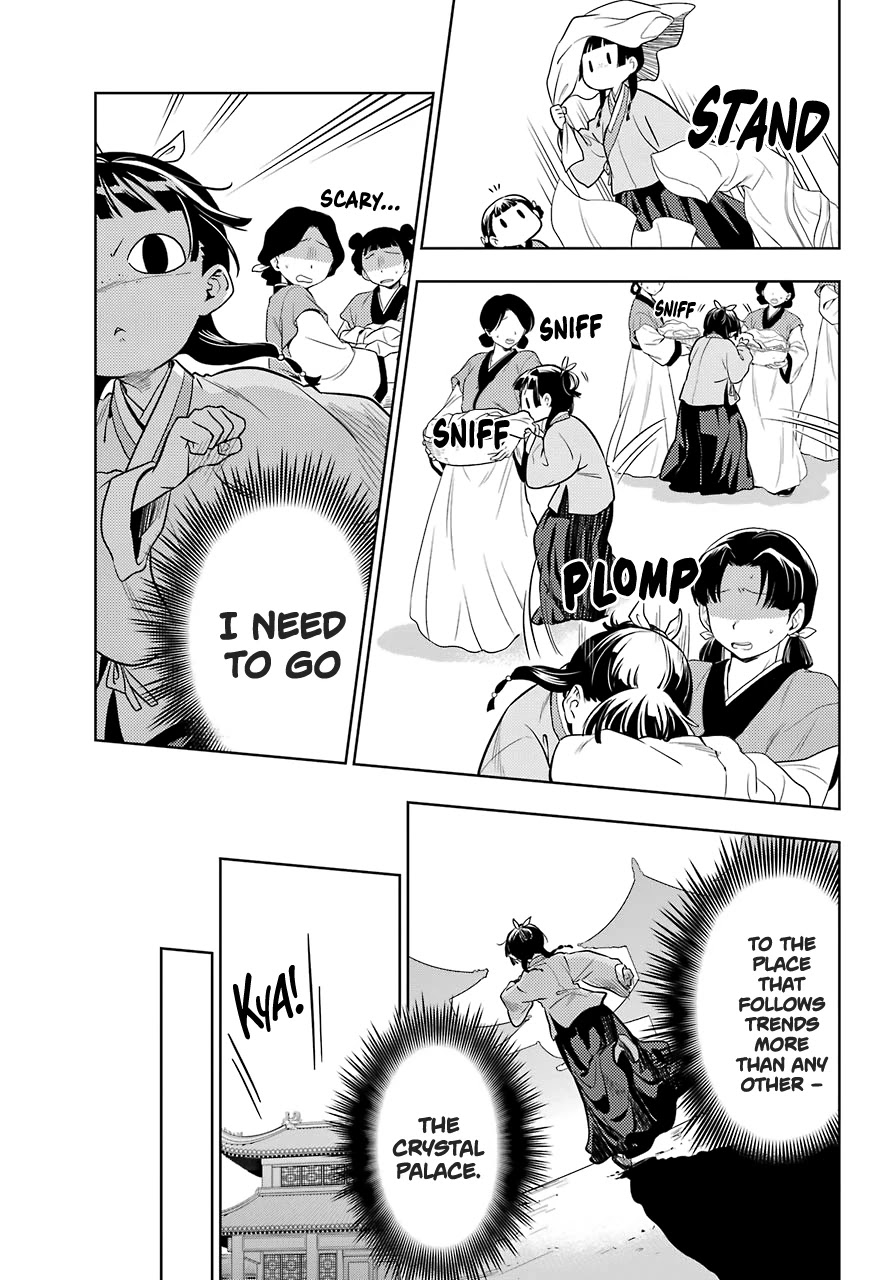 STAND
SNIFF
SNIFF
SNIFF
PLOMP
SCARY...
I NEED
TO GO
TO THE
PLACE
THAT
FOLLOWS
TRENDS
MORE
THAN ANY
OTHER –
THE
CRYSTAL
PALACE.
KYA!